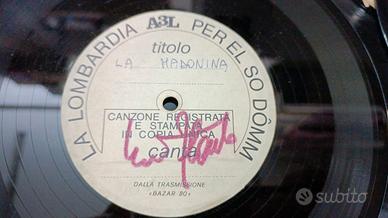 LA LOMBARDIA A3L PER EL SO DÔMM
titolo
LA MADONINA
CANZONE REGISTRATA
E STAMPATA
IN COPIA UNICA
canta
DALLA TRASMISSIONE
«BAZAR 80»
subito